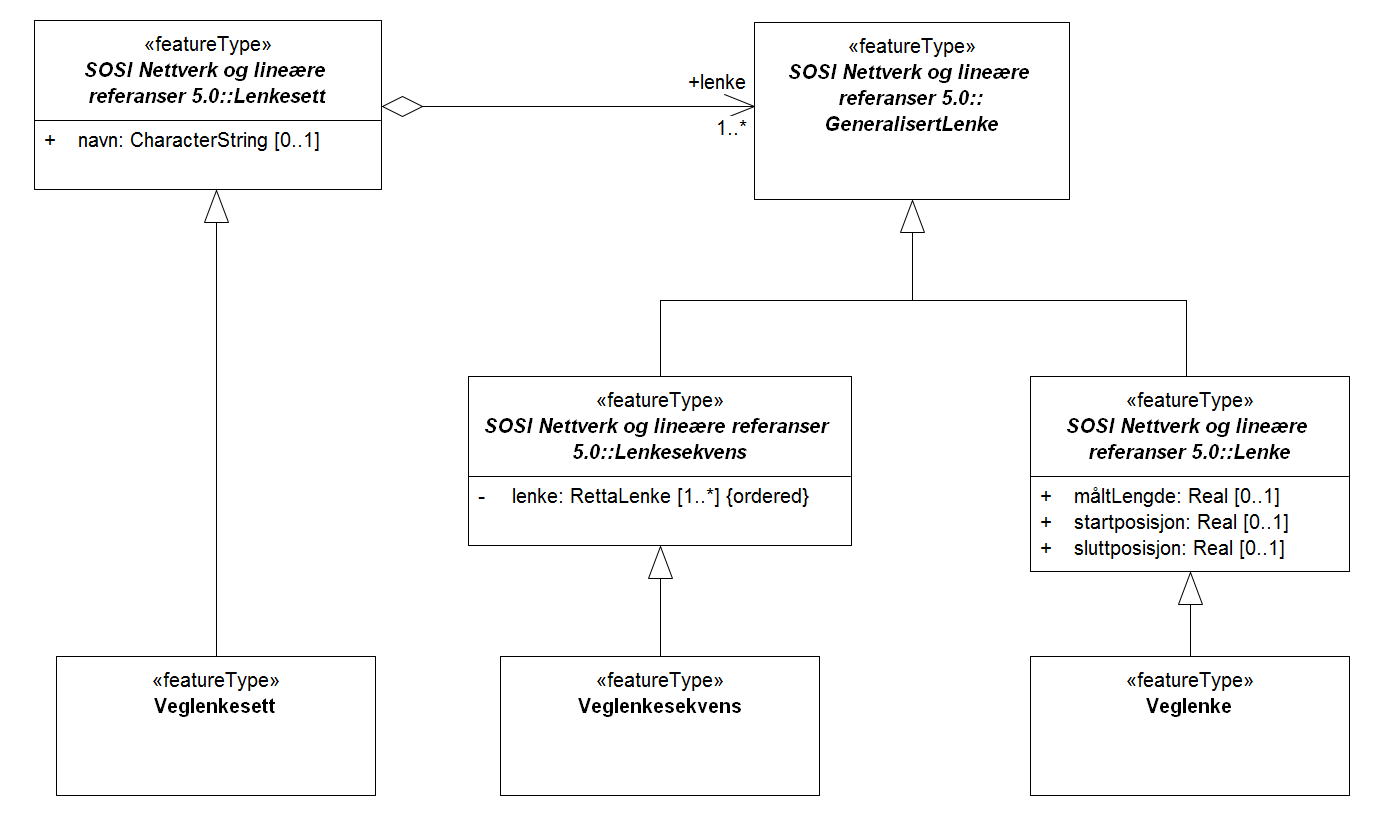 «featureType»
SOSI Nettverk og lineære
referanser 5.0::Lenkesett
+ navn: CharacterString [0..1]
+lenke
1..*
«featureType»
SOSI Nettverk og lineære
referanser 5.0::
GeneralisertLenke
«featureType»
SOSI Nettverk og lineære referanser
5.0::Lenkesekvens
- lenke: RettaLenke [1..*] {ordered}
«featureType»
SOSI Nettverk og lineære
referanser 5.0::Lenke
+ måltLengde: Real [0..1]
+ startposisjon: Real [0..1]
+ sluttposisjon: Real [0..1]
«featureType»
Veglenkesett
«featureType»
Veglenkesekvens
«featureType»
Veglenke